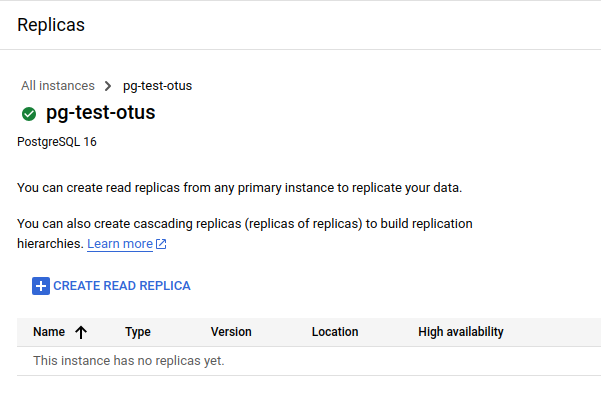 Replicas
All instances > pg-test-otus
pg-test-otus
PostgreSQL 16
You can create read replicas from any primary instance to replicate your data.
You can also create cascading replicas (replicas of replicas) to build replication
hierarchies. Learn more
CREATE READ REPLICA
Name Type Version Location High availability
This instance has no replicas yet.